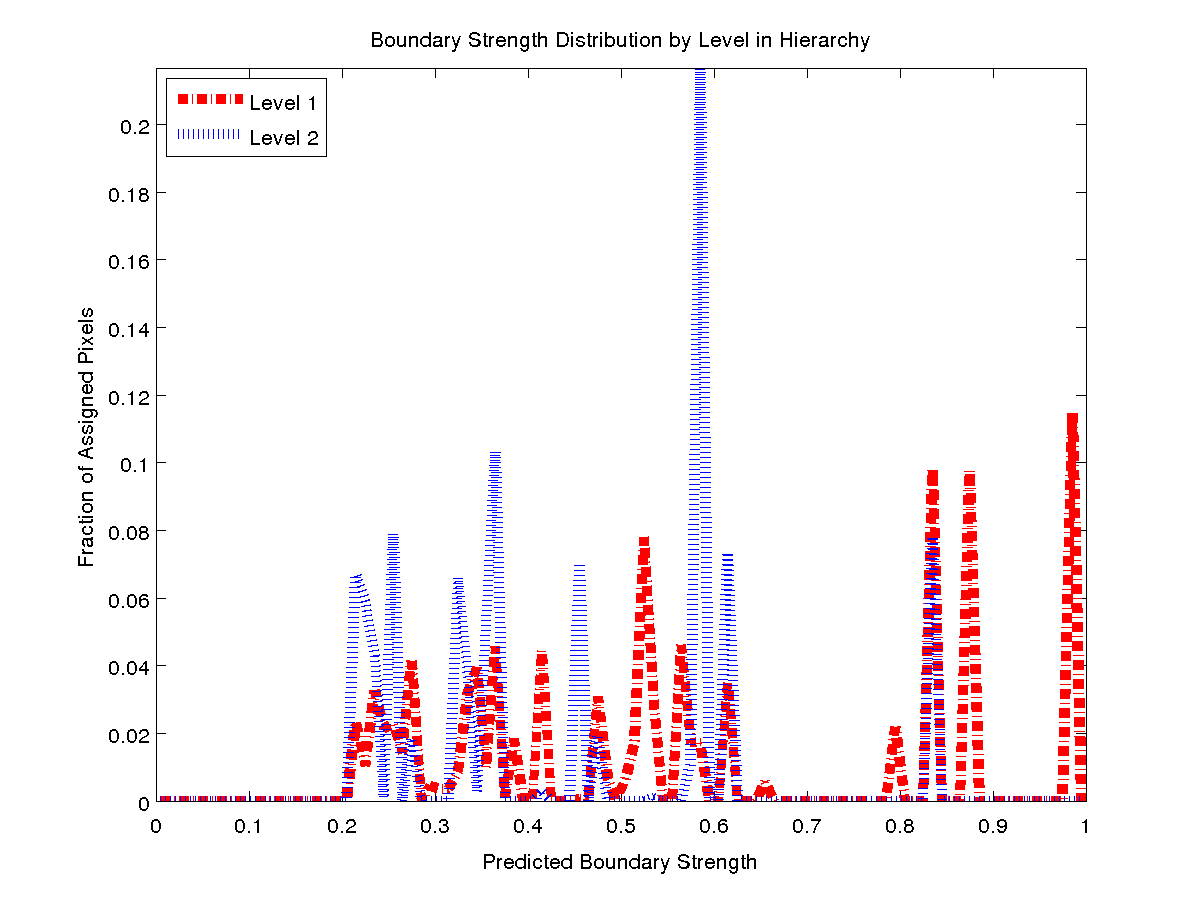 Boundary Strength Distribution by Level in Hierarchy
Level 1
Level 2
Fraction of Assigned Pixels
0.2
0.18
0.16
0.14
0.12
0.1
0.08
0.06
0.04
0.02
0
0 0.1 0.2 0.3 0.4 0.5 0.6 0.7 0.8 0.9 1
Predicted Boundary Strength